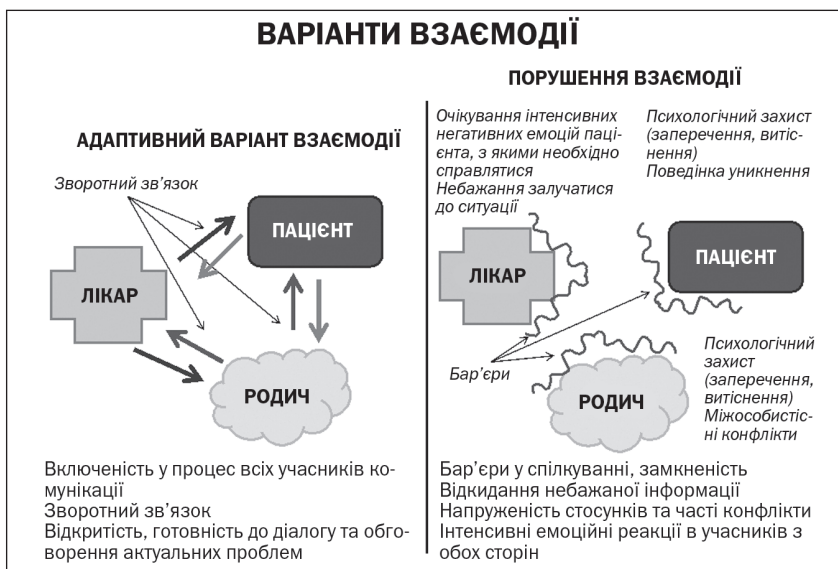 ВАРІАНТИ ВЗАЄМОДІЇ
АДАПТИВНИЙ ВАРІАНТ ВЗАЄМОДІЇ
Зворотний зв’язок
ПАЦІЄНТ
ЛІКАР
РОДИЧ
Включеність у процес всіх учасників ко-
мунікації
Зворотний зв’язок
Відкритість, готовність до діалогу та обго-
ворення актуальних проблем
ПОРУШЕННЯ ВЗАЄМОДІЇ
Очікування інтенсивних
негативних емоцій паці-
єнта, з якими необхідно
справлятися
Небажання залучатися
до ситуації
Психологічний захист
(заперечення, витіс-
нення)
Поведінка уникнення
ЛІКАР
ПАЦІЄНТ
Бар’єри
РОДИЧ
Психологічний
захист
(заперечення,
витіснення)
Міжособистіс-
ні конфлікти
Бар’єри у спілкуванні, замкненість
Відкидання небажаної інформації
Напруженість стосунків та часті конфлікти
Інтенсивні емоційні реакції в учасників з
обох сторін